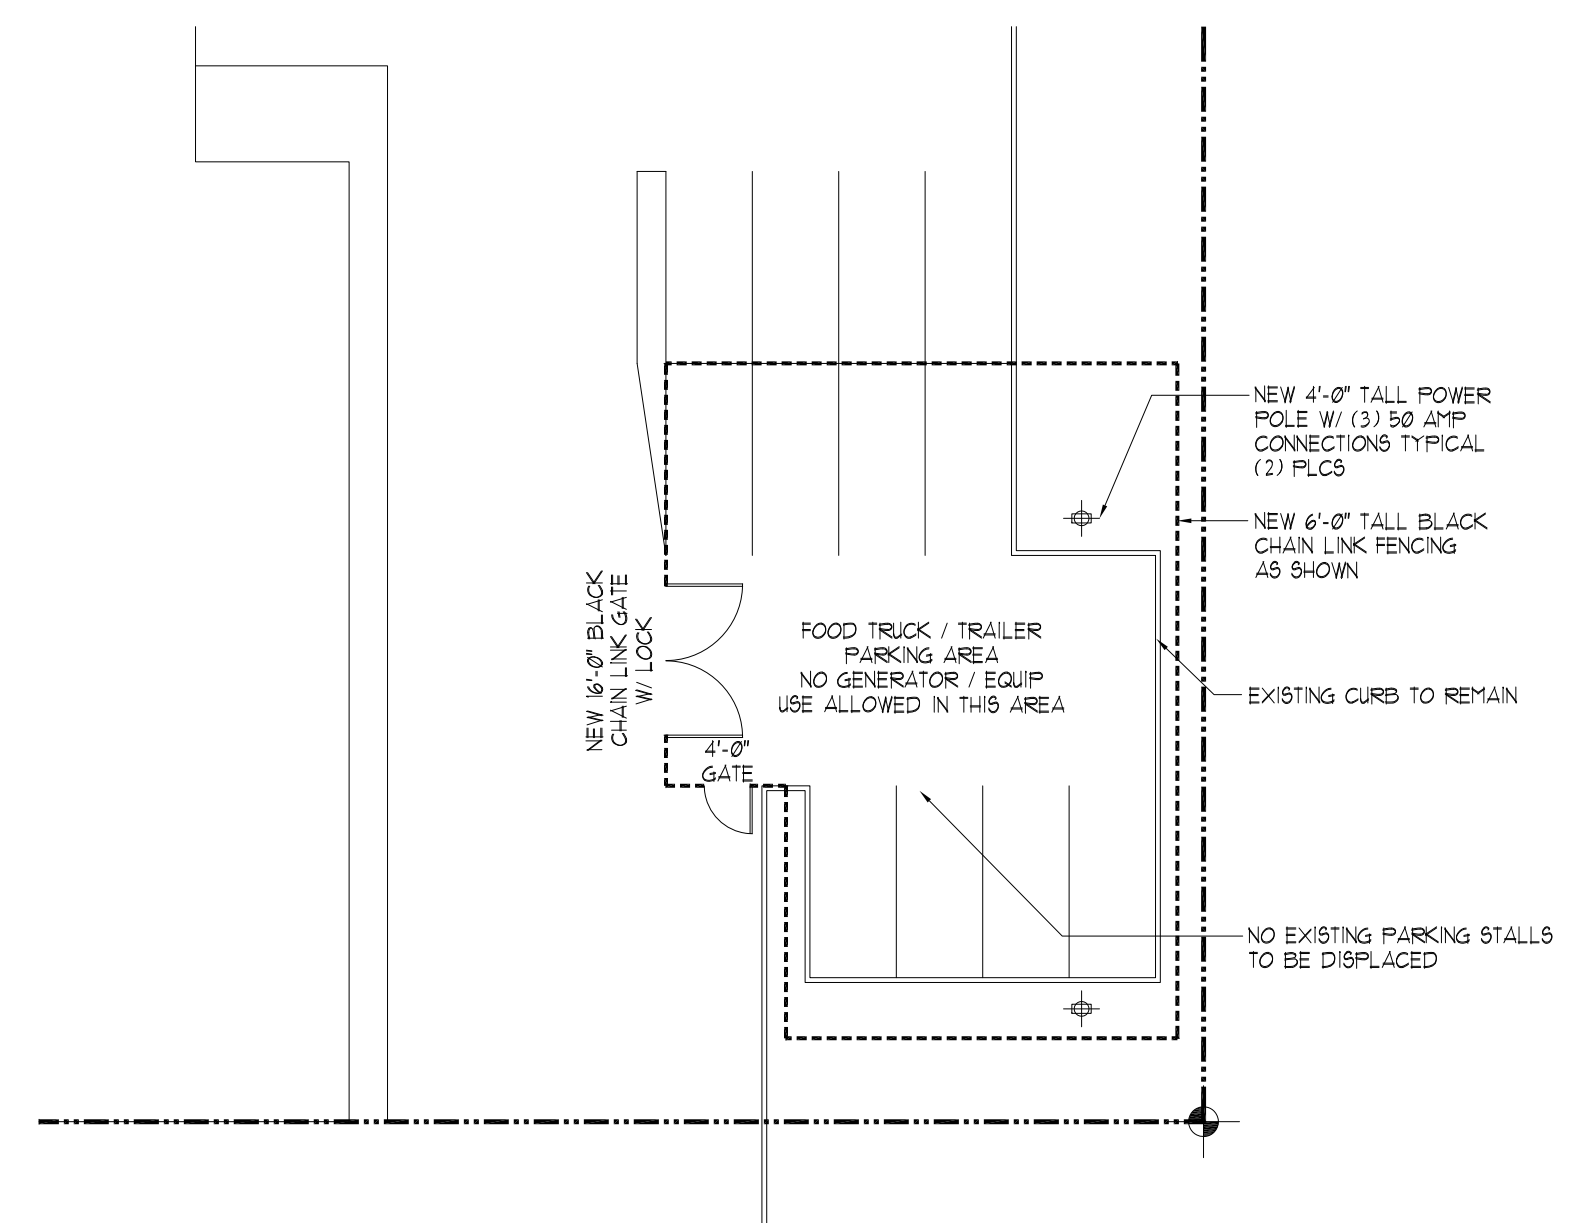 NEW 4'-0" TALL POWER
POLE W/ (3) 50 AMP
CONNECTIONS TYPICAL
(2) PLCS
NEW 6'-0" TALL BLACK
CHAIN LINK FENCING
AS SHOWN
NEW 16'-0" BLACK
CHAIN LINK GATE
W/ LOCK
FOOD TRUCK / TRAILER
PARKING AREA
NO GENERATOR / EQUIP
USE ALLOWED IN THIS AREA
EXISTING CURB TO REMAIN
4'-0"
GATE
NO EXISTING PARKING STALLS
TO BE DISPLACED